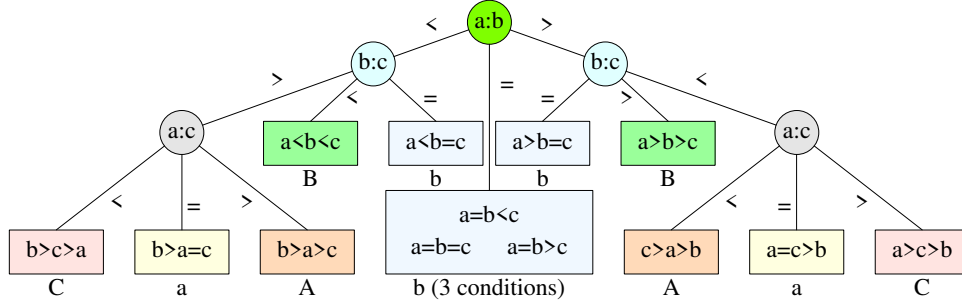 a:b
< >
b:c b:c
> < = = = > <
a:c a<b<c a<b=c a>b=c a>b>c a:c
B b b B
< = > a=b<c < = >
b>c>a b>a=c b>a>c a=b=c a=b>c c>a>b a=c>b a>c>b
C a A b (3 conditions) A a C